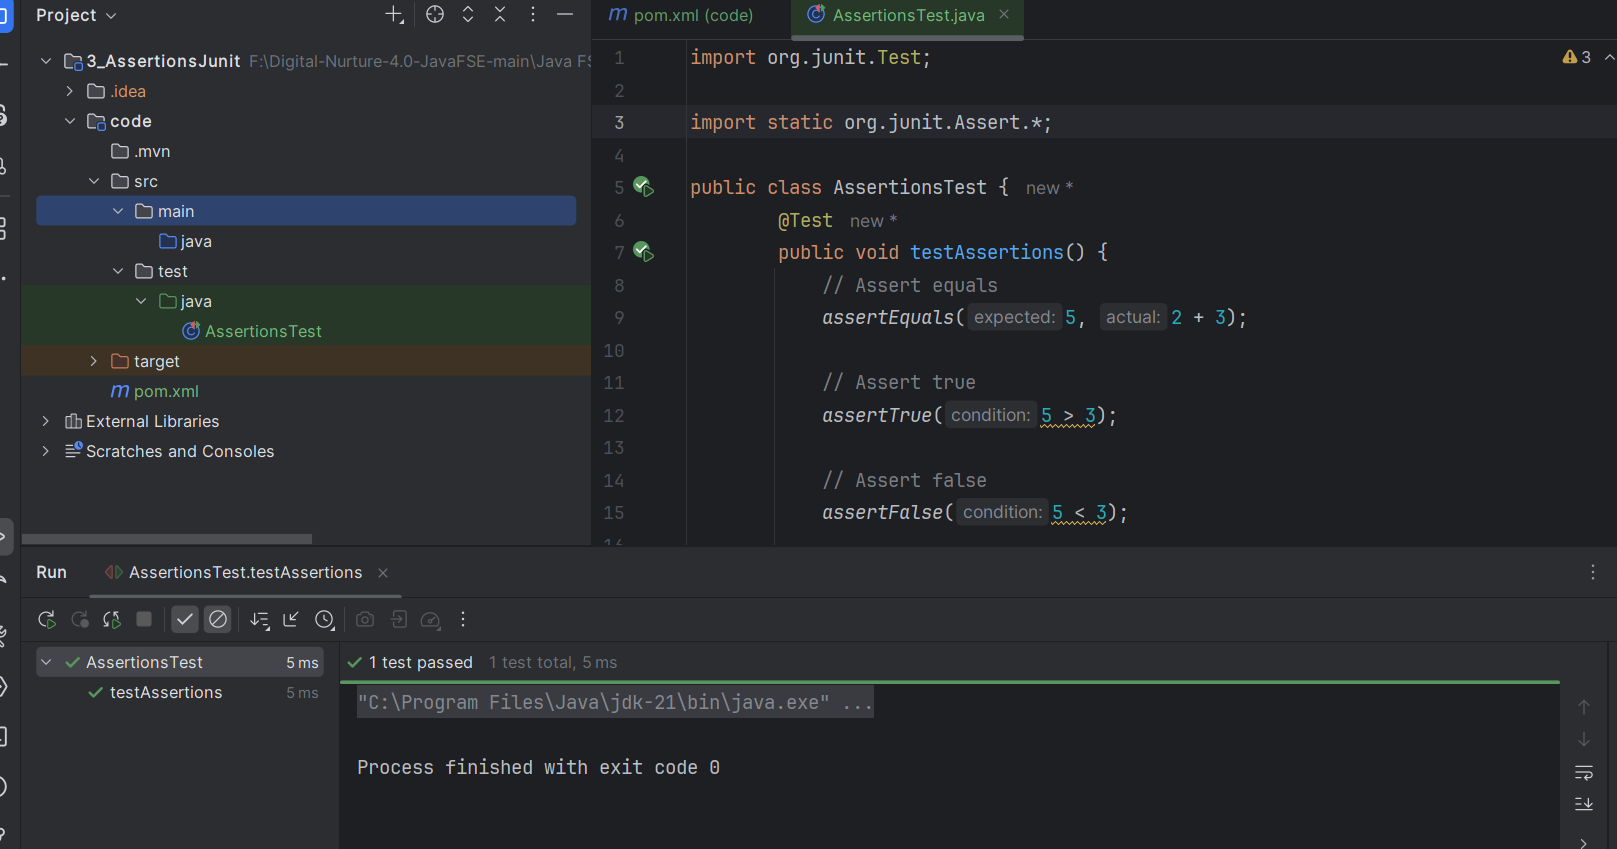 Project
3_AssertionsJunit F:\Digital-Nurture-4.0-JavaFSE-main\Java FS
.idea
code
.mvn
src
main
java
test
java
AssertionsTest
target
pom.xml
External Libraries
Scratches and Consoles
pom.xml (code)
AssertionsTest.java
3
1 import org.junit.Test;
2
3 import static org.junit.Assert.*;
4
5 public class AssertionsTest { new *
6 @Test new *
7 public void testAssertions() {
8 // Assert equals
9 assertEquals( expected: 5, actual: 2 + 3);
10
11 // Assert true
12 assertTrue( condition: 5 > 3);
13
14 // Assert false
15 assertFalse( condition: 5 < 3);
16
Run AssertionsTest.testAssertions
AssertionsTest 5 ms
testAssertions 5 ms
1 test passed 1 test total, 5 ms
"C:\Program Files\Java\jdk-21\bin\java.exe" ...
Process finished with exit code 0